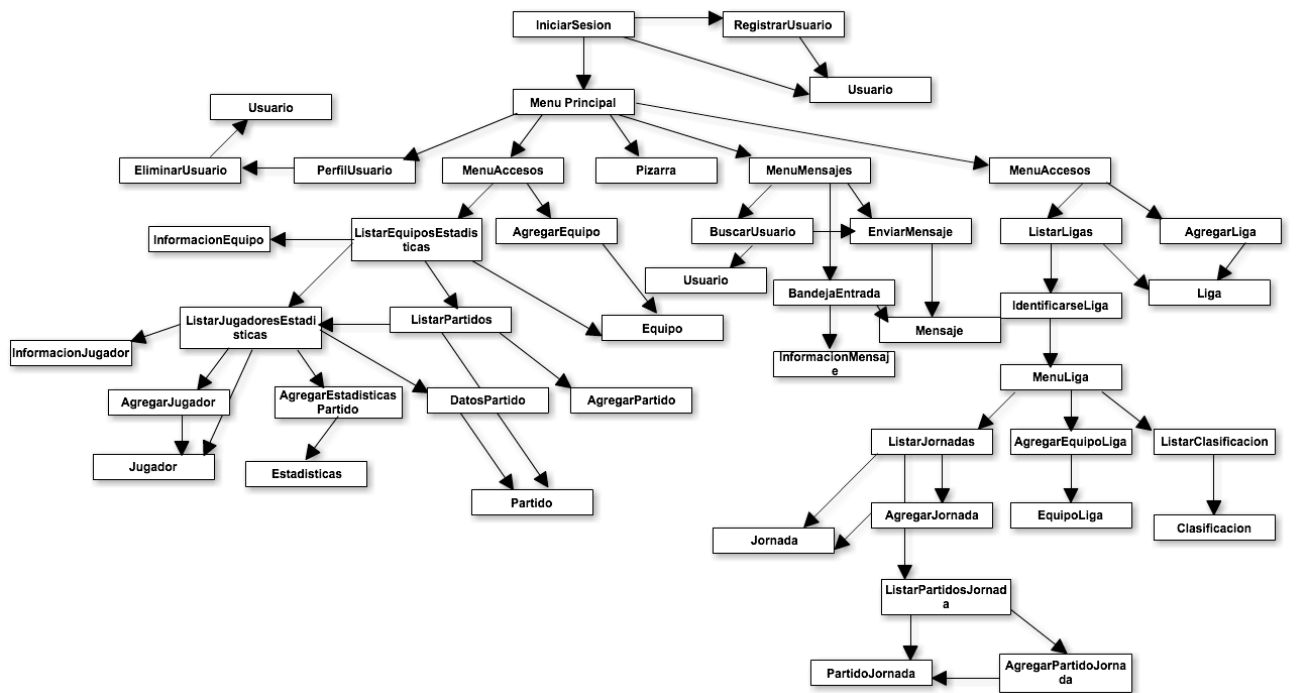 IniciarSesion
RegistrarUsuario
Usuario
Menu Principal
Usuario
EliminarUsuario
PerfilUsuario
MenuAccesos
Pizarra
MenuMensajes
MenuAccesos
InformacionEquipo
ListarEquiposEstadis
ticas
AgregarEquipo
BuscarUsuario
EnviarMensaje
ListarLigas
AgregarLiga
Usuario
BandejaEntrada
Liga
IdentificarseLiga
ListarJugadoresEstadi
sticas
ListarPartidos
Equipo
Mensaje
InformacionJugador
InformacionMensaj
e
MenuLiga
AgregarJugador
AgregarEstadisticas
Partido
DatosPartido
AgregarPartido
ListarJornadas
AgregarEquipoLiga
ListarClasificacion
Jugador
Estadisticas
Partido
Jornada
AgregarJornada
EquipoLiga
Clasificacion
ListarPartidosJornad
a
PartidoJornada
AgregarPartidoJorna
da